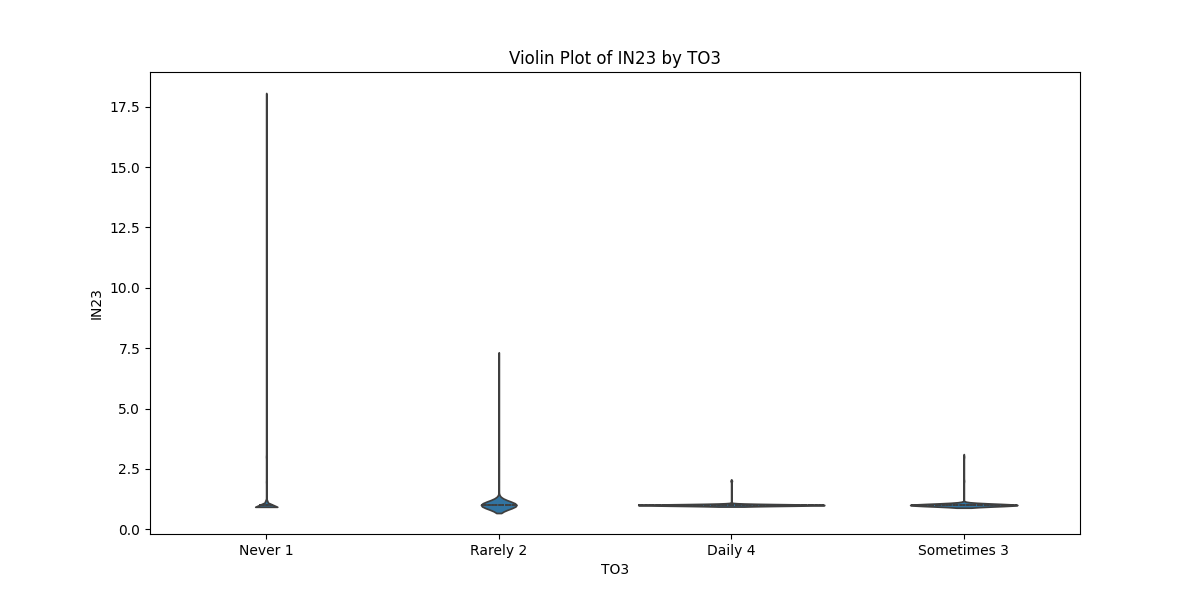 Violin Plot of IN23 by TO3
17.5
15.0
12.5
10.0
7.5
5.0
2.5
0.0
IN23
Never 1
Rarely 2
Daily 4
Sometimes 3
TO3